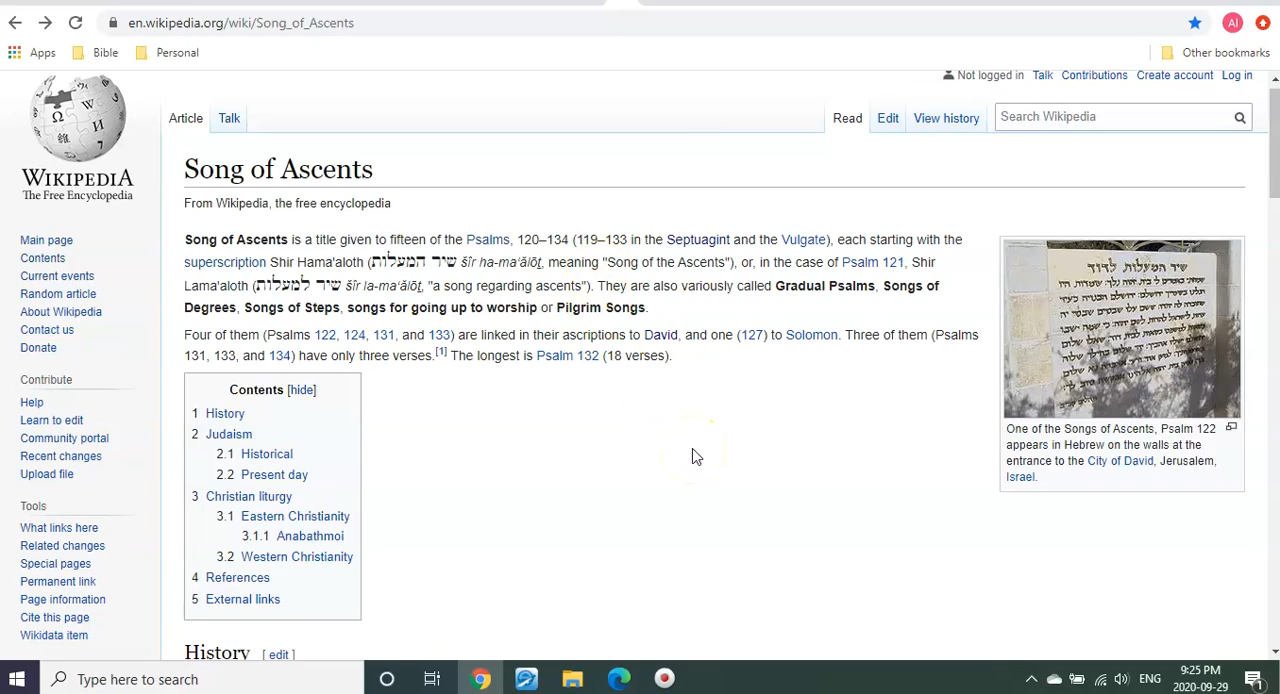 en.wikipedia.org/wiki/Song_of_Ascents
AI
Apps Bible Personal Other bookmarks
Not logged in Talk Contributions Create account Log in
Article Talk Read Edit View history Search Wikipedia
WIKIPEDIA
The Free Encyclopedia
Main page
Contents
Current events
Random article
About Wikipedia
Contact us
Donate
Contribute
Help
Learn to edit
Community portal
Recent changes
Upload file
Tools
What links here
Related changes
Special pages
Permanent link
Page information
Cite this page
Wikidata item
Song of Ascents
From Wikipedia, the free encyclopedia
Song of Ascents is a title given to fifteen of the Psalms, 120–134 (119–133 in the Septuagint and the Vulgate), each starting with the
superscription Shir Hama'aloth (שיר המעלות šîr ha-ma‘ălōṯ, meaning "Song of the Ascents"), or, in the case of Psalm 121, Shir
Lama'aloth (שיר למעלות šîr la-ma‘ălōṯ, "a song regarding ascents"). They are also variously called Gradual Psalms, Songs of
Degrees, Songs of Steps, songs for going up to worship or Pilgrim Songs.
Four of them (Psalms 122, 124, 131, and 133) are linked in their ascriptions to David, and one (127) to Solomon. Three of them (Psalms
131, 133, and 134) have only three verses.[1] The longest is Psalm 132 (18 verses).
Contents [hide]
1 History
2 Judaism
2.1 Historical
2.2 Present day
3 Christian liturgy
3.1 Eastern Christianity
3.1.1 Anabathmoi
3.2 Western Christianity
4 References
5 External links
History [ edit ]
שיר המעלות לדוד
One of the Songs of Ascents, Psalm 122
appears in Hebrew on the walls at the
entrance to the City of David, Jerusalem,
Israel.
Type here to search
ENG
9:25 PM
2020-09-29
1